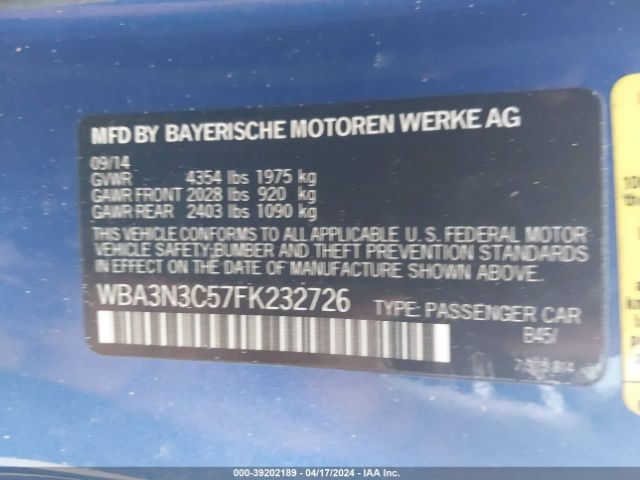 MFD BY BAYERISCHE MOTOREN WERKE AG
09/14
GVWR 4354 lbs 1975 kg
GAWR FRONT 2028 lbs 920 kg
GAWR REAR 2403 lbs 1090 kg
THIS VEHICLE CONFORMS TO ALL APPLICABLE U.S. FEDERAL MOTOR
VEHICLE SAFETY,BUMBER AND THEFT PREVENTION STANDARDS
IN EFFECT ON THE DATE OF MANUFACTURE SHOWN ABOVE.
WBA3N3C57FK232726 TYPE: PASSENGER CAR
B45/
000-39202189 - 04/17/2024 - IAA Inc.